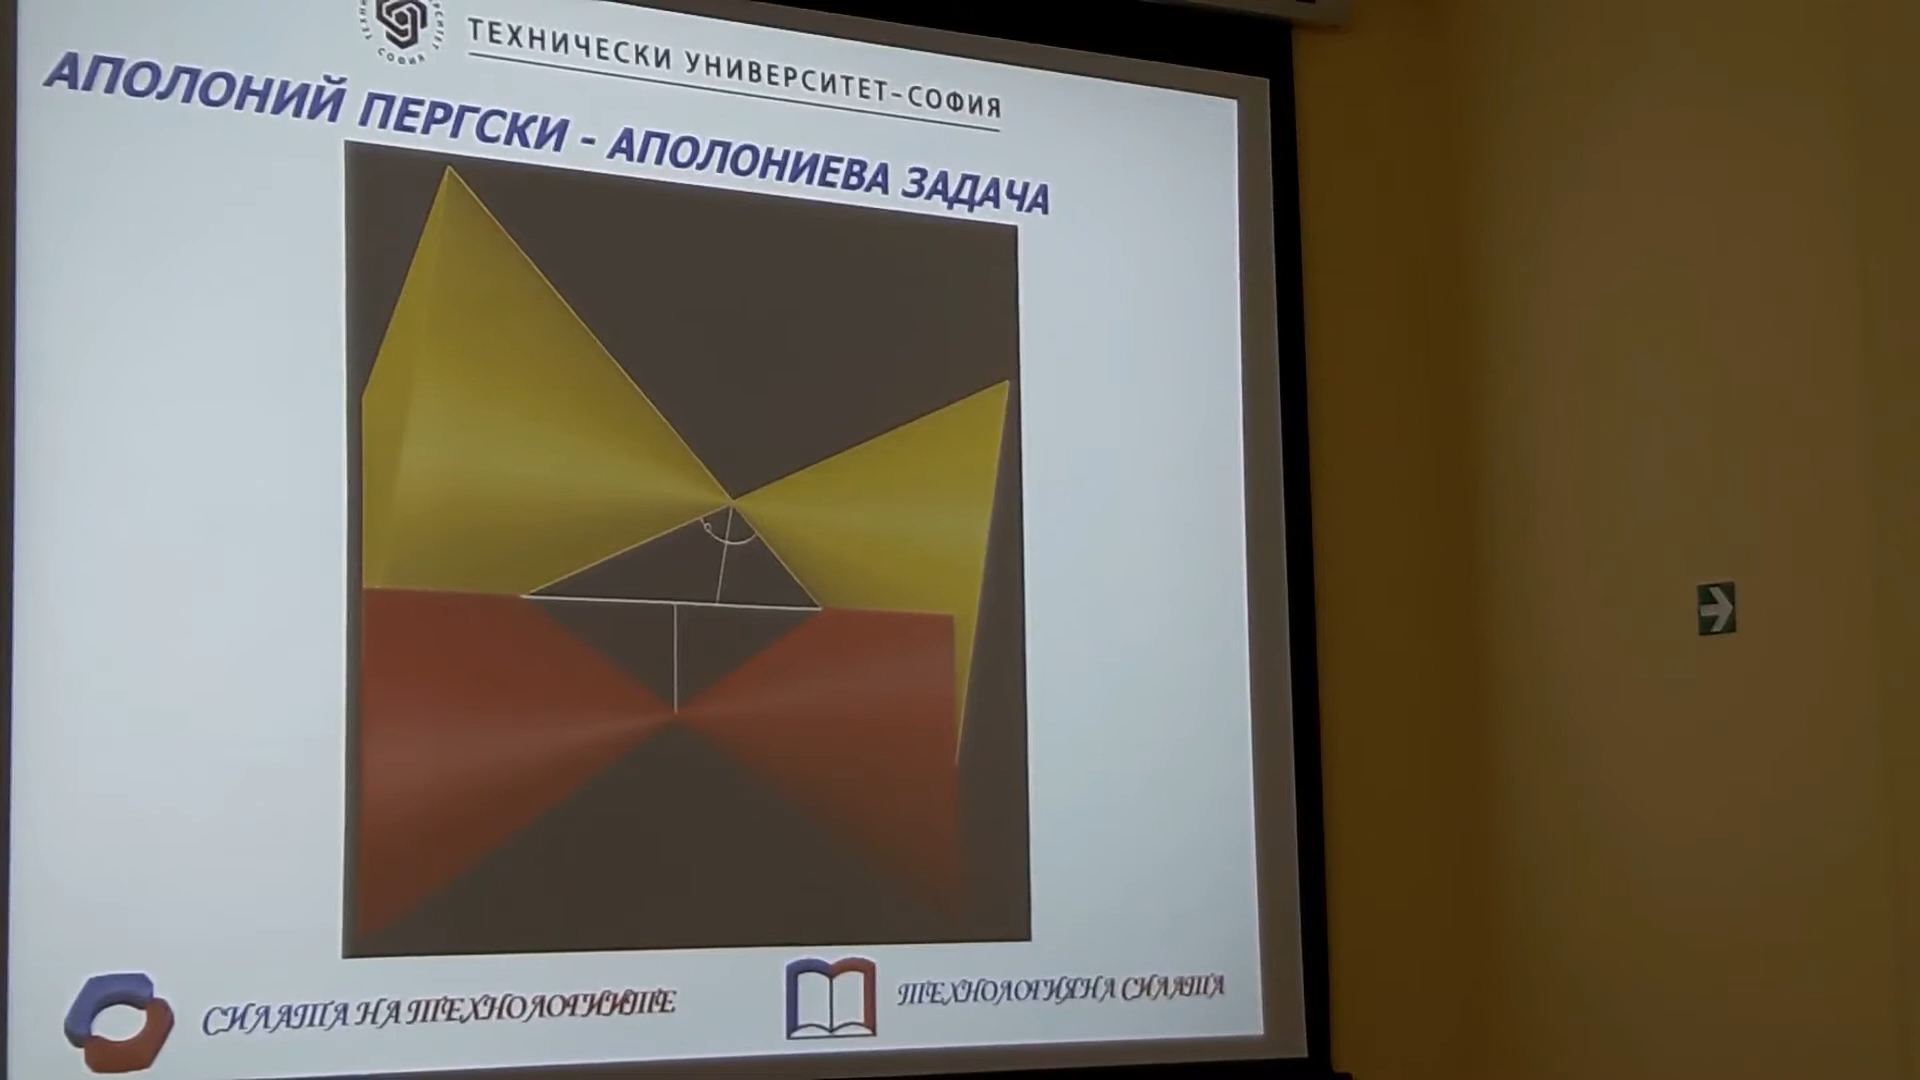 ТЕХНИЧЕСКИ УНИВЕРСИТЕТ-СОФИЯ
АПОЛОНИЙ ПЕРГСКИ - АПОЛОНИЕВА ЗАДАЧА
СИЛАТА НА ТЕХНОЛОГИИТЕ
ТЕХНОЛОГИЯ НА СИЛАТА